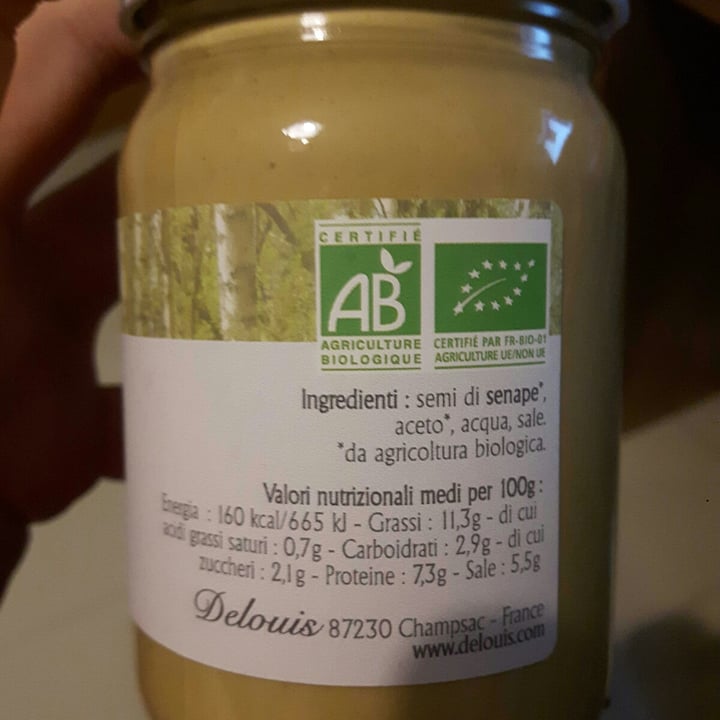 CERTIFIÉ
AB
AGRICULTURE
BIOLOGIQUE
CERTIFIÉ PAR FR-BIO-01
AGRICULTURE UE/NON UE
Ingredienti : semi di senape*,
aceto*, acqua, sale.
*da agricoltura biologica.
Valori nutrizionali medi per 100g :
Energia : 160 kcal/665 kJ - Grassi : 11,3g - di cui
acidi grassi saturi : 0,7g - Carboidrati : 2,9g - di cui
zuccheri : 2,1g - Proteine : 7,3g - Sale : 5,5g
Delouis 87230 Champsac - France
www.delouis.com